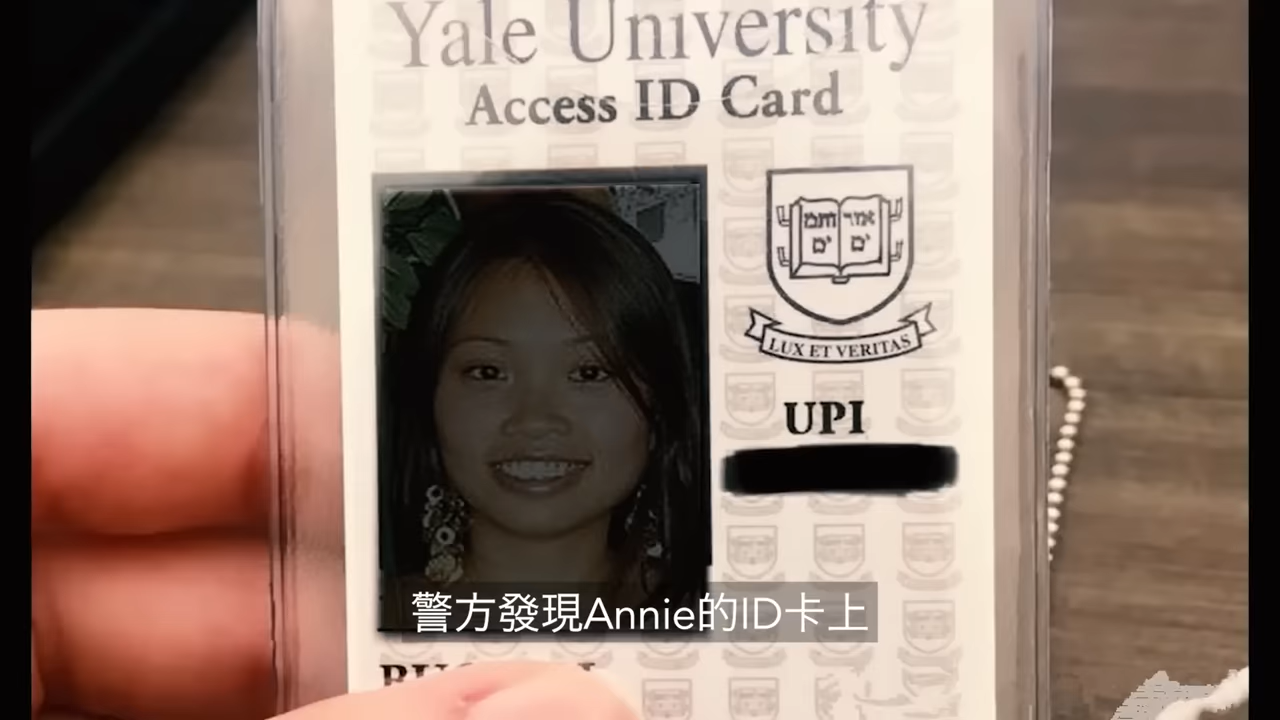 Yale University
Access ID Card
אורים
ותמים
LUX ET VERITAS
UPI
警方發現Annie的ID卡上